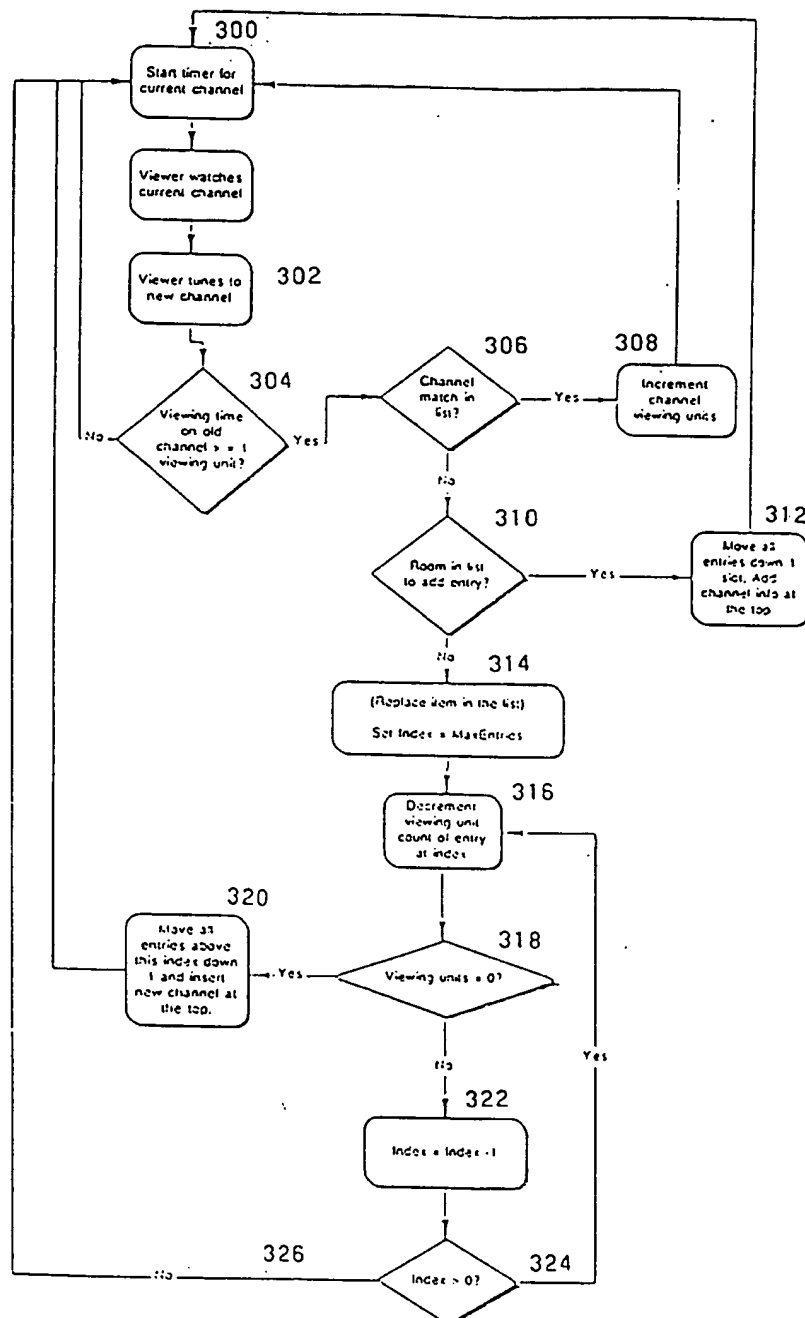 300
Start timer for
current channel
Viewer watches
current channel
302
Viewer tunes to
new channel
304
Viewing time
on old
channel > = 1
viewing unit?
No
Yes
306
Channel
match in
list?
Yes
308
Increment
channel
viewing units
No
310
Room in list
to add entry?
Yes
312
Move all
entries down 1
slot. Add
channel info at
the top
No
314
(Replace item in the list)
Set Index = MaxEntries
316
Decrement
viewing unit
count of entry
at index
320
Move all
entries above
this index down
1 and insert
new channel at
the top.
Yes
318
Viewing units = 0?
Yes
No
322
Index = Index -1
326
No
Index > 0?
324